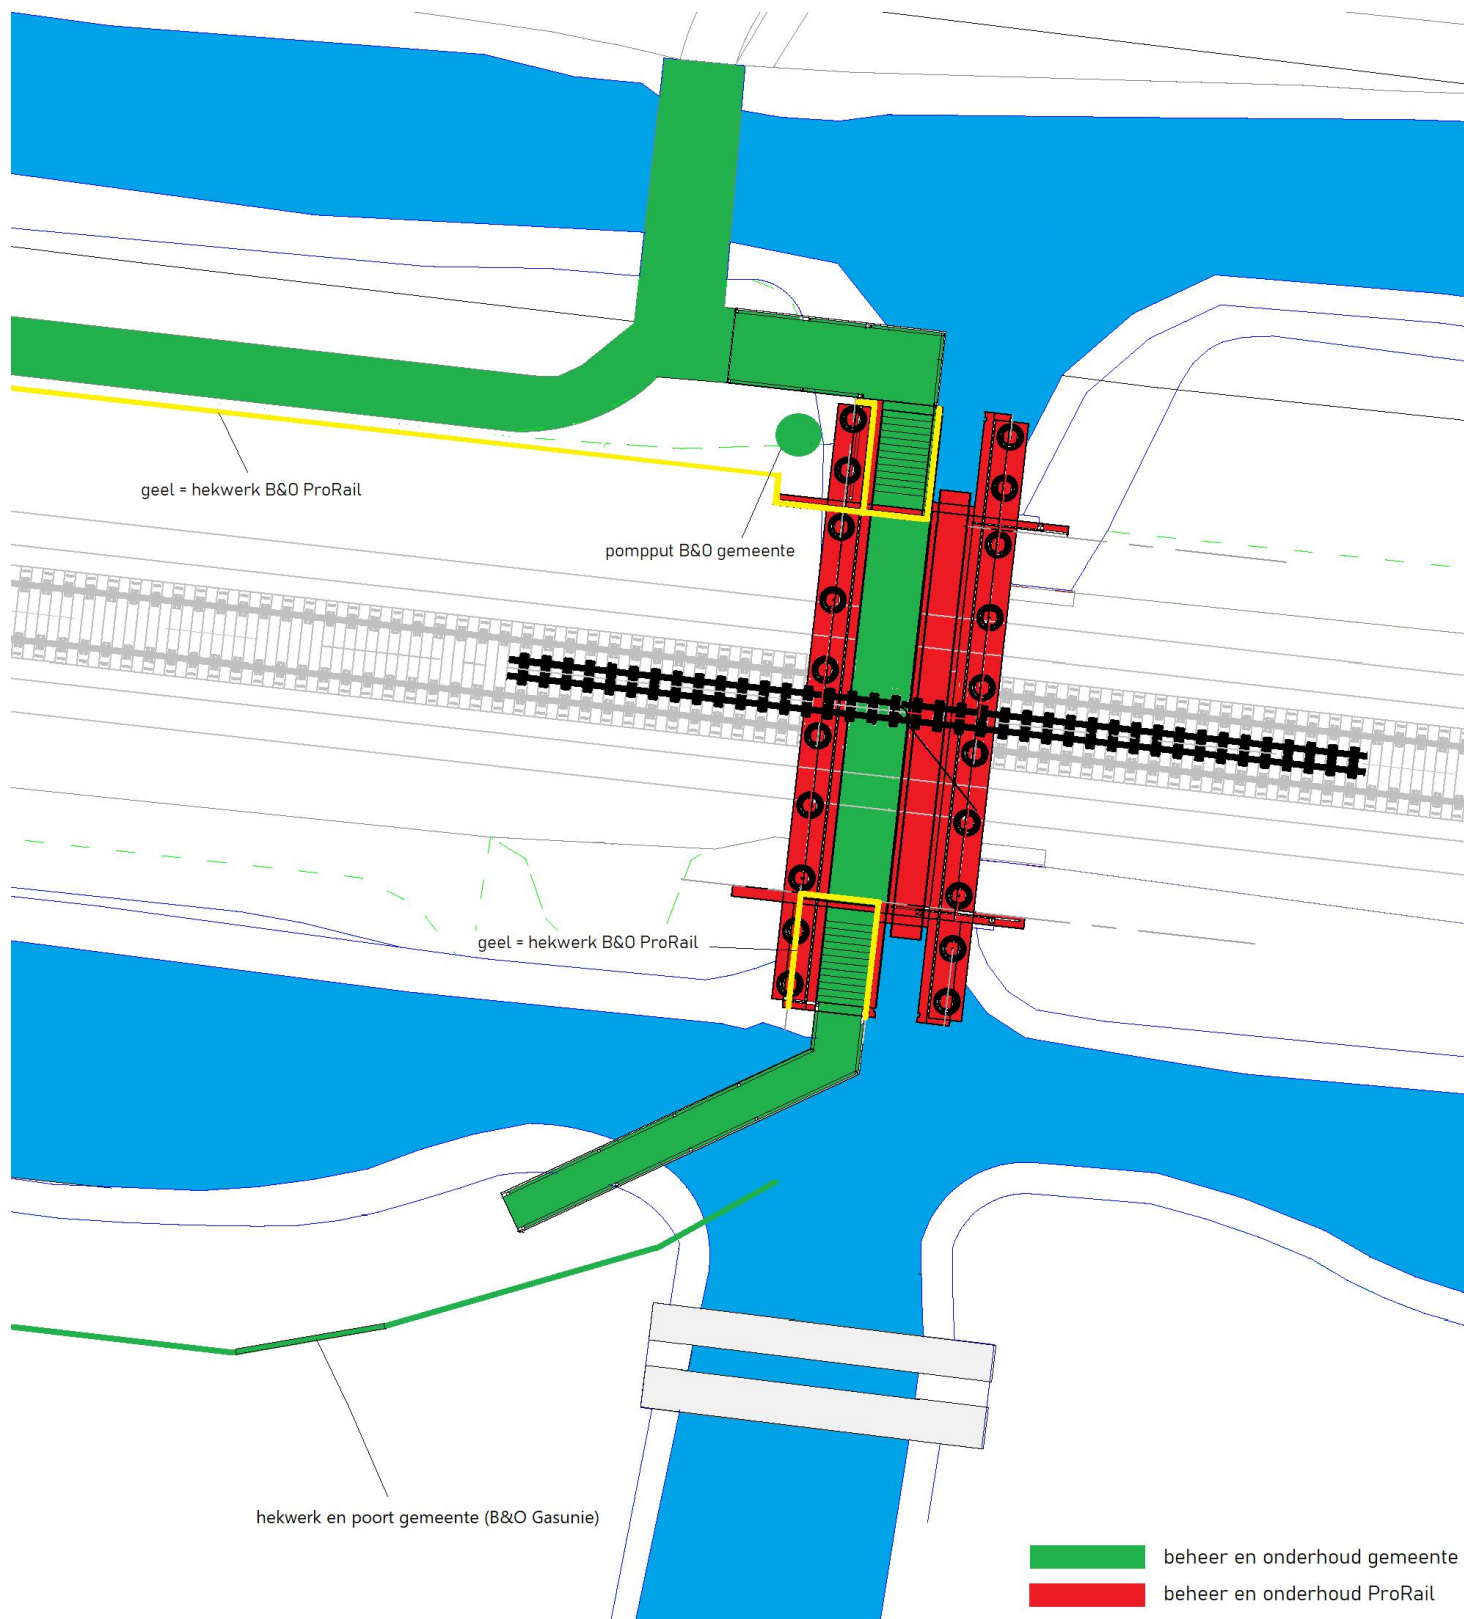 geel = hekwerk B&O ProRail
pompput B&O gemeente
geel = hekwerk B&O ProRail
hekwerk en poort gemeente (B&O Gasunie)
beheer en onderhoud gemeente
beheer en onderhoud ProRail